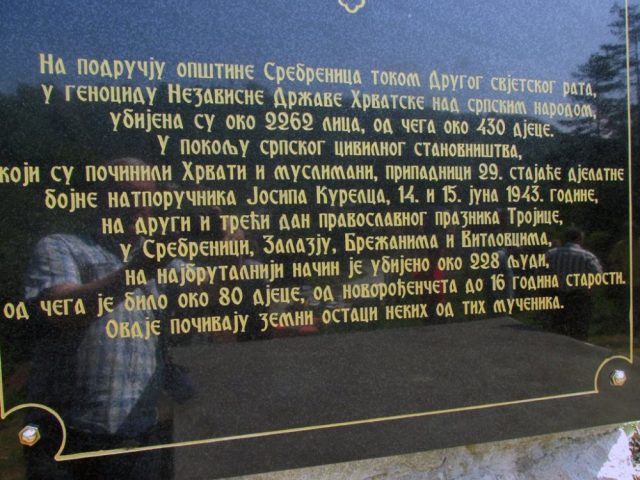 На подручју општине Сребреница током Другог свјетског рата,
у геноциду Независне Државе Хрватске над српским народом,
убијена су око 2262 лица, од чега око 430 дјеце.
У покољу српског цивилног становништва,
који су починили Хрвати и муслимани, припадници 29. стајаће дјелатне
бојне натпоручника Јосипа Курелца, 14. и 15. јуна 1943. године,
на други и трећи дан православног празника Тројице,
у Сребреници, Залазју, Брежанима и Витловцима,
на најбруталнији начин је убијено око 228 људи,
од чега је било око 80 дјеце, од новорођенчета до 16 година старости.
Овдје почивају земни остаци неких од тих мученика.